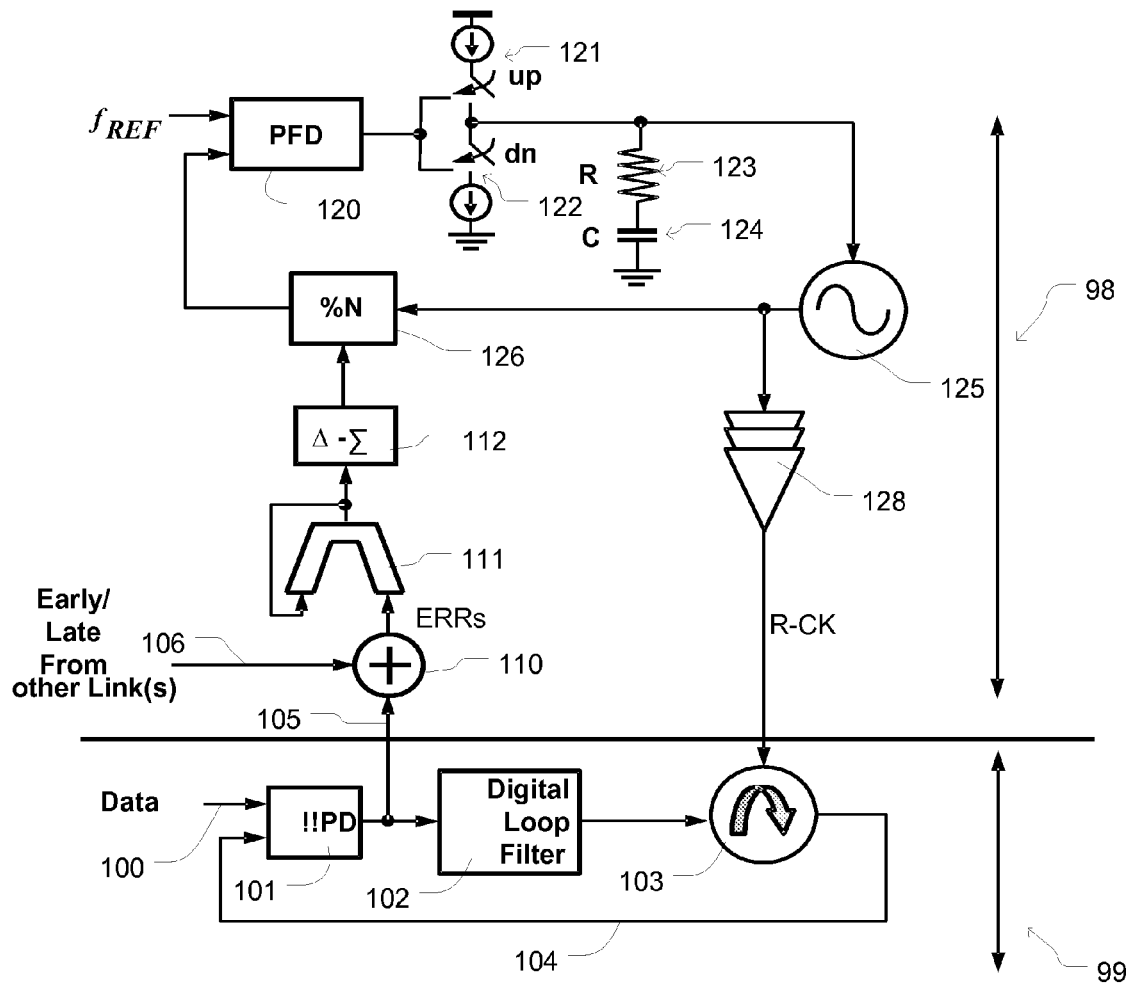 121
up
f_REF
PFD
dn
R
123
120
122
C
124
98
%N
126
125
Δ -Σ
112
128
111
Early/
Late
ERRs
106
From
other Link(s)
110
R-CK
105
Data
Digital
Loop
Filter
!!PD
100
101
102
103
104
99